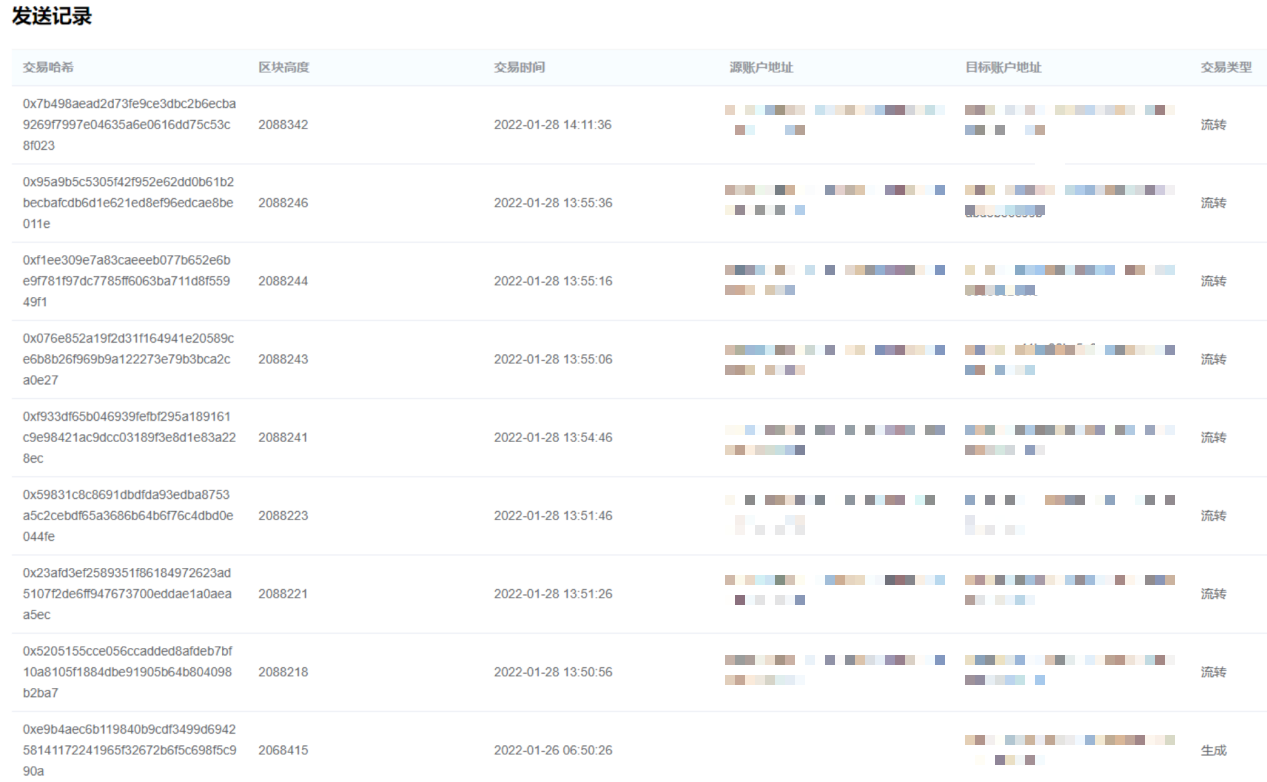 发送记录
交易哈希 区块高度 交易时间 源账户地址 目标账户地址 交易类型
0x7b498aead2d73fe9ce3dbc2b6ecba
9269f7997e04635a6e0616dd75c53c
8f023
2088342 2022-01-28 14:11:36 流转
0x95a9b5c5305f42f952e62dd0b61b2
becbafcdb6d1e621ed8ef96edcae8be
011e
2088246 2022-01-28 13:55:36 流转
0xf1ee309e7a83caeeeb077b652e6b
e9f781f97dc7785ff6063ba711d8f559
49f1
2088244 2022-01-28 13:55:16 流转
0x076e852a19f2d31f164941e20589c
e6b8b26f969b9a122273e79b3bca2c
a0e27
2088243 2022-01-28 13:55:06 流转
0xf933df65b046939fefbf295a189161
c9e98421ac9dcc03189f3e8d1e83a22
8ec
2088241 2022-01-28 13:54:46 流转
0x59831c8c8691dbdfda93edba8753
a5c2cebdf65a3686b64b6f76c4dbd0e
044fe
2088223 2022-01-28 13:51:46 流转
0x23afd3ef2589351f86184972623ad
5107f2de6ff947673700eddae1a0aea
a5ec
2088221 2022-01-28 13:51:26 流转
0x5205155cce056ccadded8afdeb7bf
10a8105f1884dbe91905b64b804098
b2ba7
2088218 2022-01-28 13:50:56 流转
0xe9b4aec6b119840b9cdf3499d6942
58141172241965f32672b6f5c698f5c9
90a
2068415 2022-01-26 06:50:26 生成